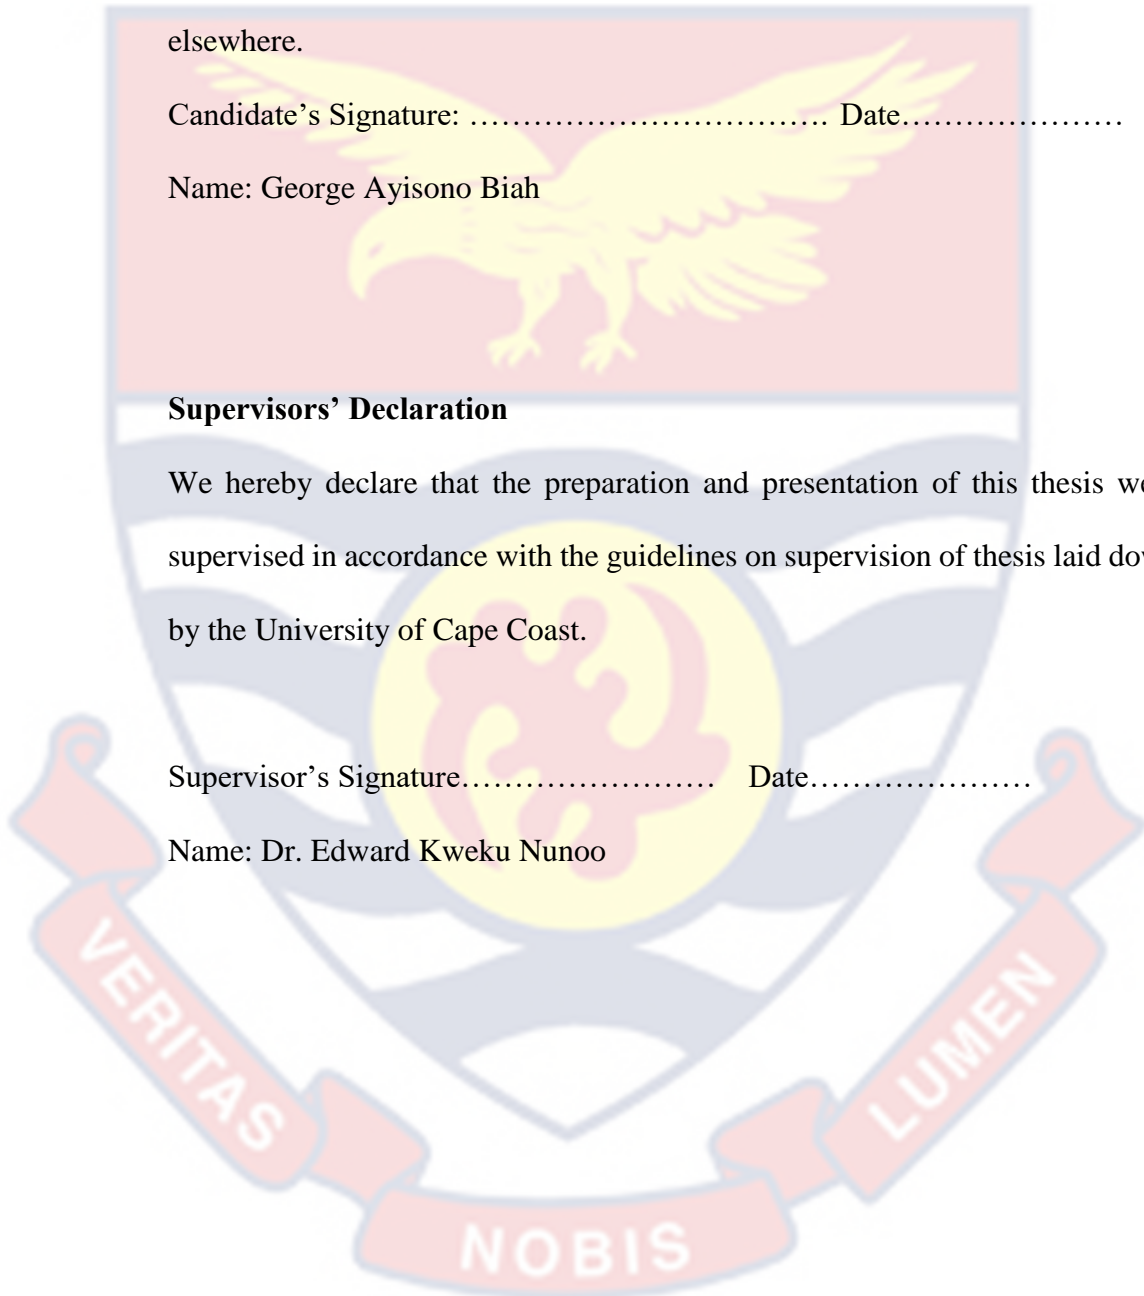 elsewhere.
Candidate’s Signature: ……………………………. Date…………………
Name: George Ayisono Biah
Supervisors’ Declaration
We hereby declare that the preparation and presentation of this thesis we
supervised in accordance with the guidelines on supervision of thesis laid dow
by the University of Cape Coast.
Supervisor’s Signature…………………… Date…………………
Name: Dr. Edward Kweku Nunoo
VERITAS
NOBIS
LUMEN